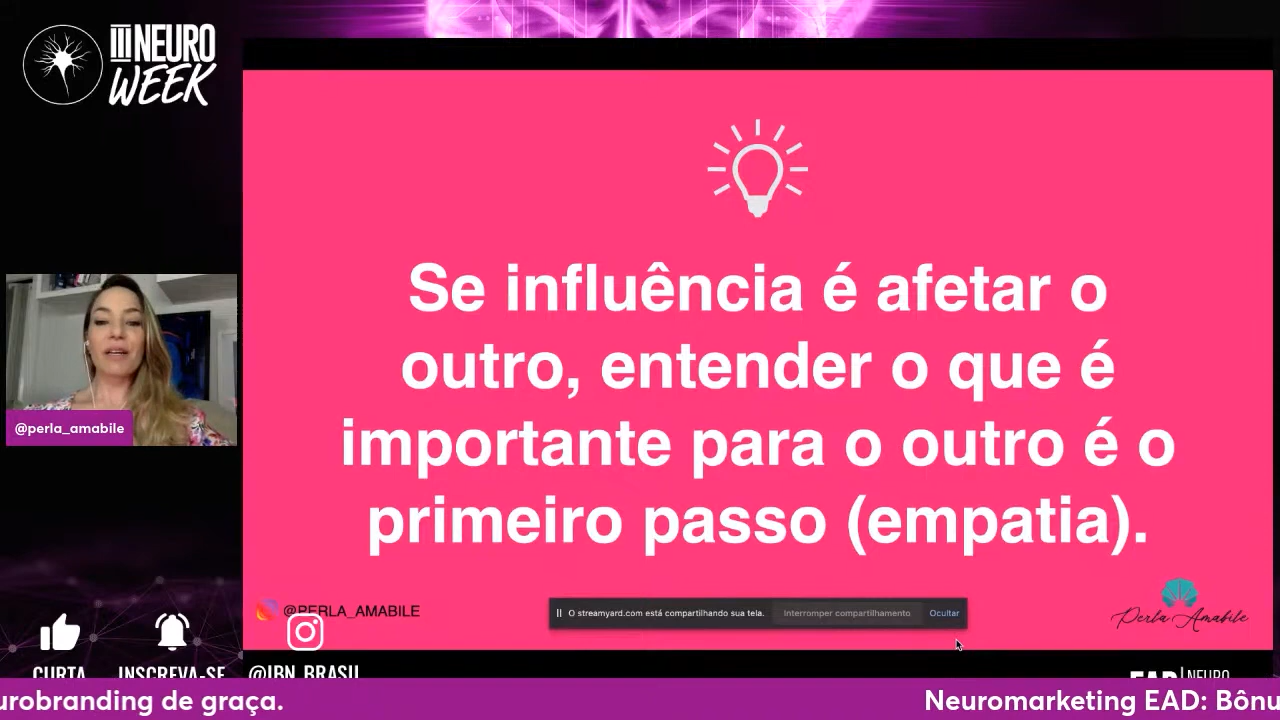 III NEURO
WEEK
Se influência é afetar o
outro, entender o que é
importante para o outro é o
primeiro passo (empatia).
@perla_amabile
@PERLA_AMABILE
O streamyard.com está compartilhando sua tela.
Interromper compartilhamento
Ocultar
Perla Amabile
CURTA
INSCREVA-SE
@IBN_BRASIL
EAD NEURO
urobranding de graça.
Neuromarketing EAD: Bônu